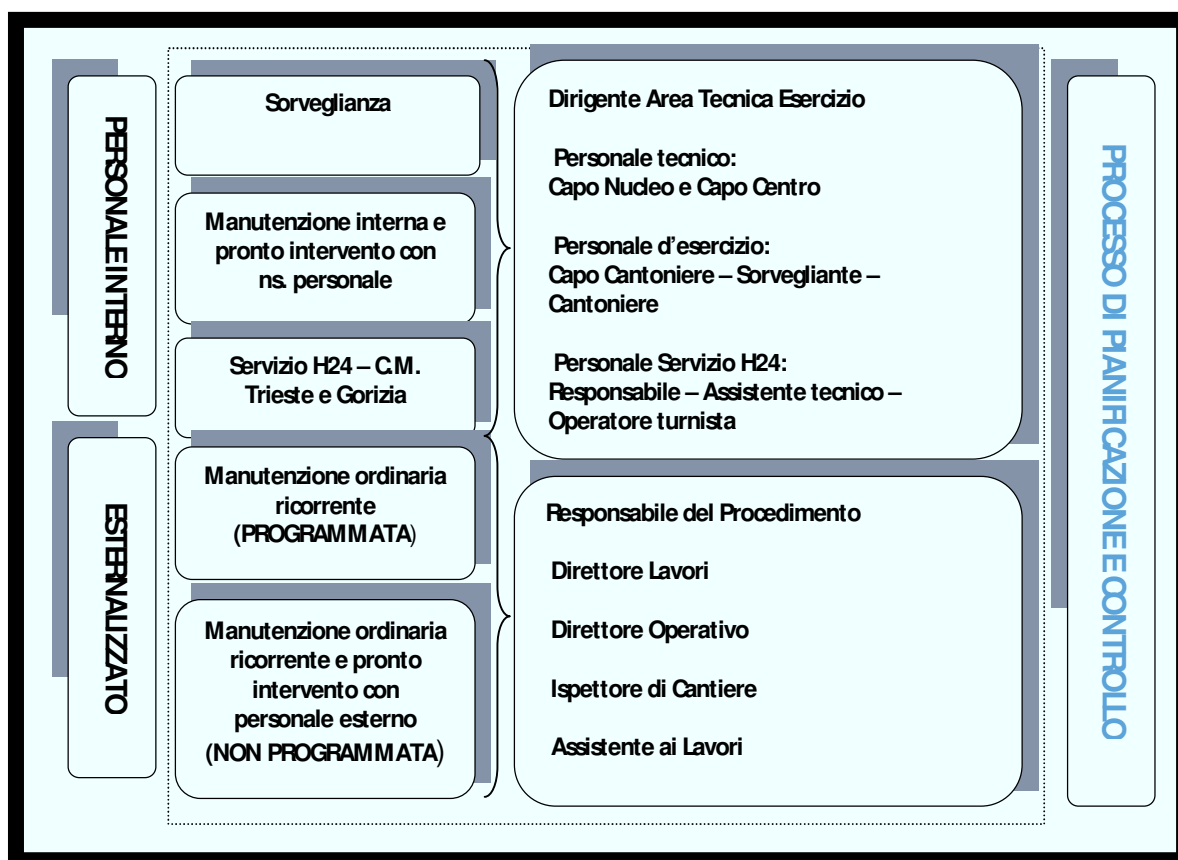 PERSONALE INTERNO
Sorveglianza
Manutenzione interna e
pronto intervento con
ns. personale
Servizio H24 – C.M.
Trieste e Gorizia
ESTERNALIZZATO
Manutenzione ordinaria
ricorrente
(PROGRAMMATA)
Manutenzione ordinaria
ricorrente e pronto
intervento con
personale esterno
(NON PROGRAMMATA)
Dirigente Area Tecnica Esercizio
Personale tecnico:
Capo Nucleo e Capo Centro
Personale d’esercizio:
Capo Cantoniere – Sorvegliante –
Cantoniere
Personale Servizio H24:
Responsabile – Assistente tecnico –
Operatore turnista
Responsabile del Procedimento
Direttore Lavori
Direttore Operativo
Ispettore di Cantiere
Assistente ai Lavori
PROCESSO DI PIANIFICAZIONE E CONTROLLO